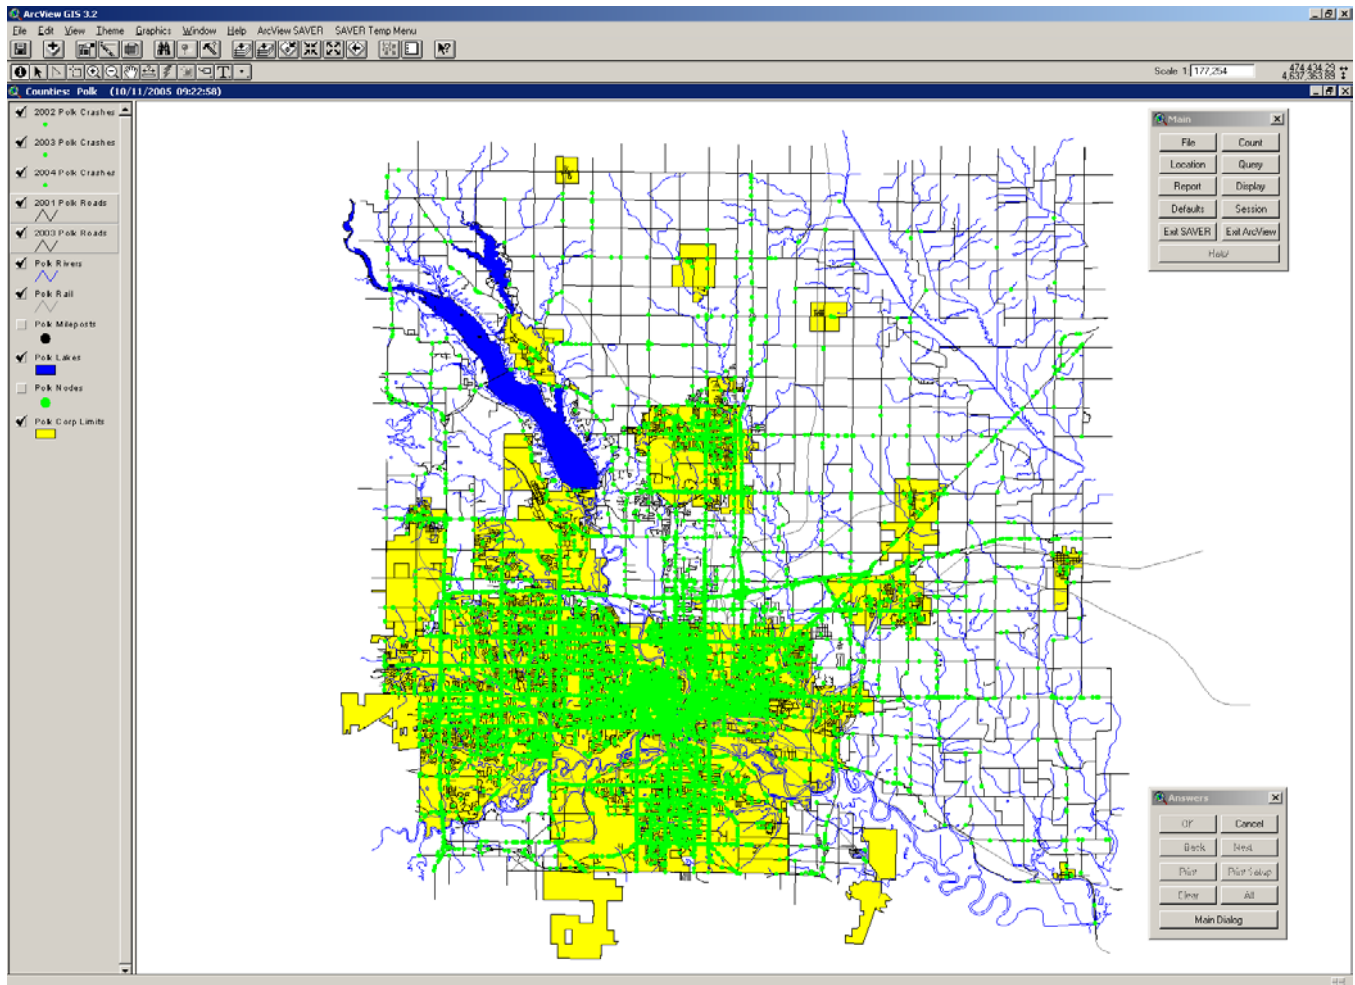 ArcView GIS 3.2
File Edit View Theme Graphics Window Help ArcView SAVER SAVER Temp Menu
Scale 1: 177,254
474,434.29
4,637,363.89
Counties: Polk (10/11/2005 09:22:58)
2002 Polk Crashes
2003 Polk Crashes
2004 Polk Crashes
2001 Polk Roads
2003 Polk Roads
Polk Rivers
Polk Rail
Polk Mileposts
Polk Lakes
Polk Nodes
Polk Corp Limits
Main
File Count
Location Query
Report Display
Defaults Session
Exit SAVER Exit ArcView
Help
Answers
OK Cancel
Back Next
Print Print Setup
Clear All
Main Dialog